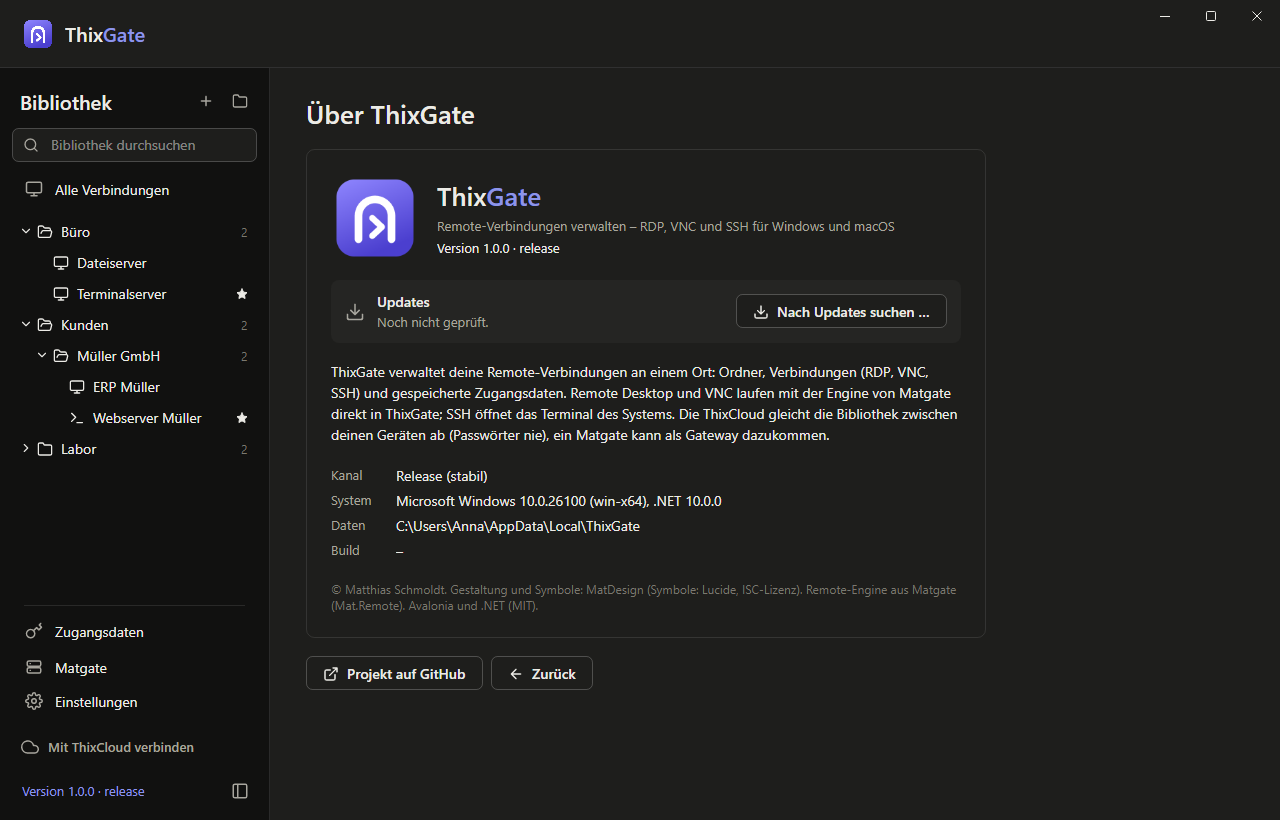 ThixGate
Bibliothek
Bibliothek durchsuchen
Alle Verbindungen
Büro 2
Dateiserver
Terminalserver
Kunden 2
Müller GmbH 2
ERP Müller
Webserver Müller
Labor 2
Zugangsdaten
Matgate
Einstellungen
Mit ThixCloud verbinden
Version 1.0.0 · release
Über ThixGate
ThixGate
Remote-Verbindungen verwalten – RDP, VNC und SSH für Windows und macOS
Version 1.0.0 · release
Updates
Noch nicht geprüft.
Nach Updates suchen ...
ThixGate verwaltet deine Remote-Verbindungen an einem Ort: Ordner, Verbindungen (RDP, VNC,
SSH) und gespeicherte Zugangsdaten. Remote Desktop und VNC laufen mit der Engine von Matgate
direkt in ThixGate; SSH öffnet das Terminal des Systems. Die ThixCloud gleicht die Bibliothek zwischen
deinen Geräten ab (Passwörter nie), ein Matgate kann als Gateway dazukommen.
Kanal Release (stabil)
System Microsoft Windows 10.0.26100 (win-x64), .NET 10.0.0
Daten C:\Users\Anna\AppData\Local\ThixGate
Build –
© Matthias Schmoldt. Gestaltung und Symbole: MatDesign (Symbole: Lucide, ISC-Lizenz). Remote-Engine aus Matgate
(Mat.Remote). Avalonia und .NET (MIT).
Projekt auf GitHub
Zurück